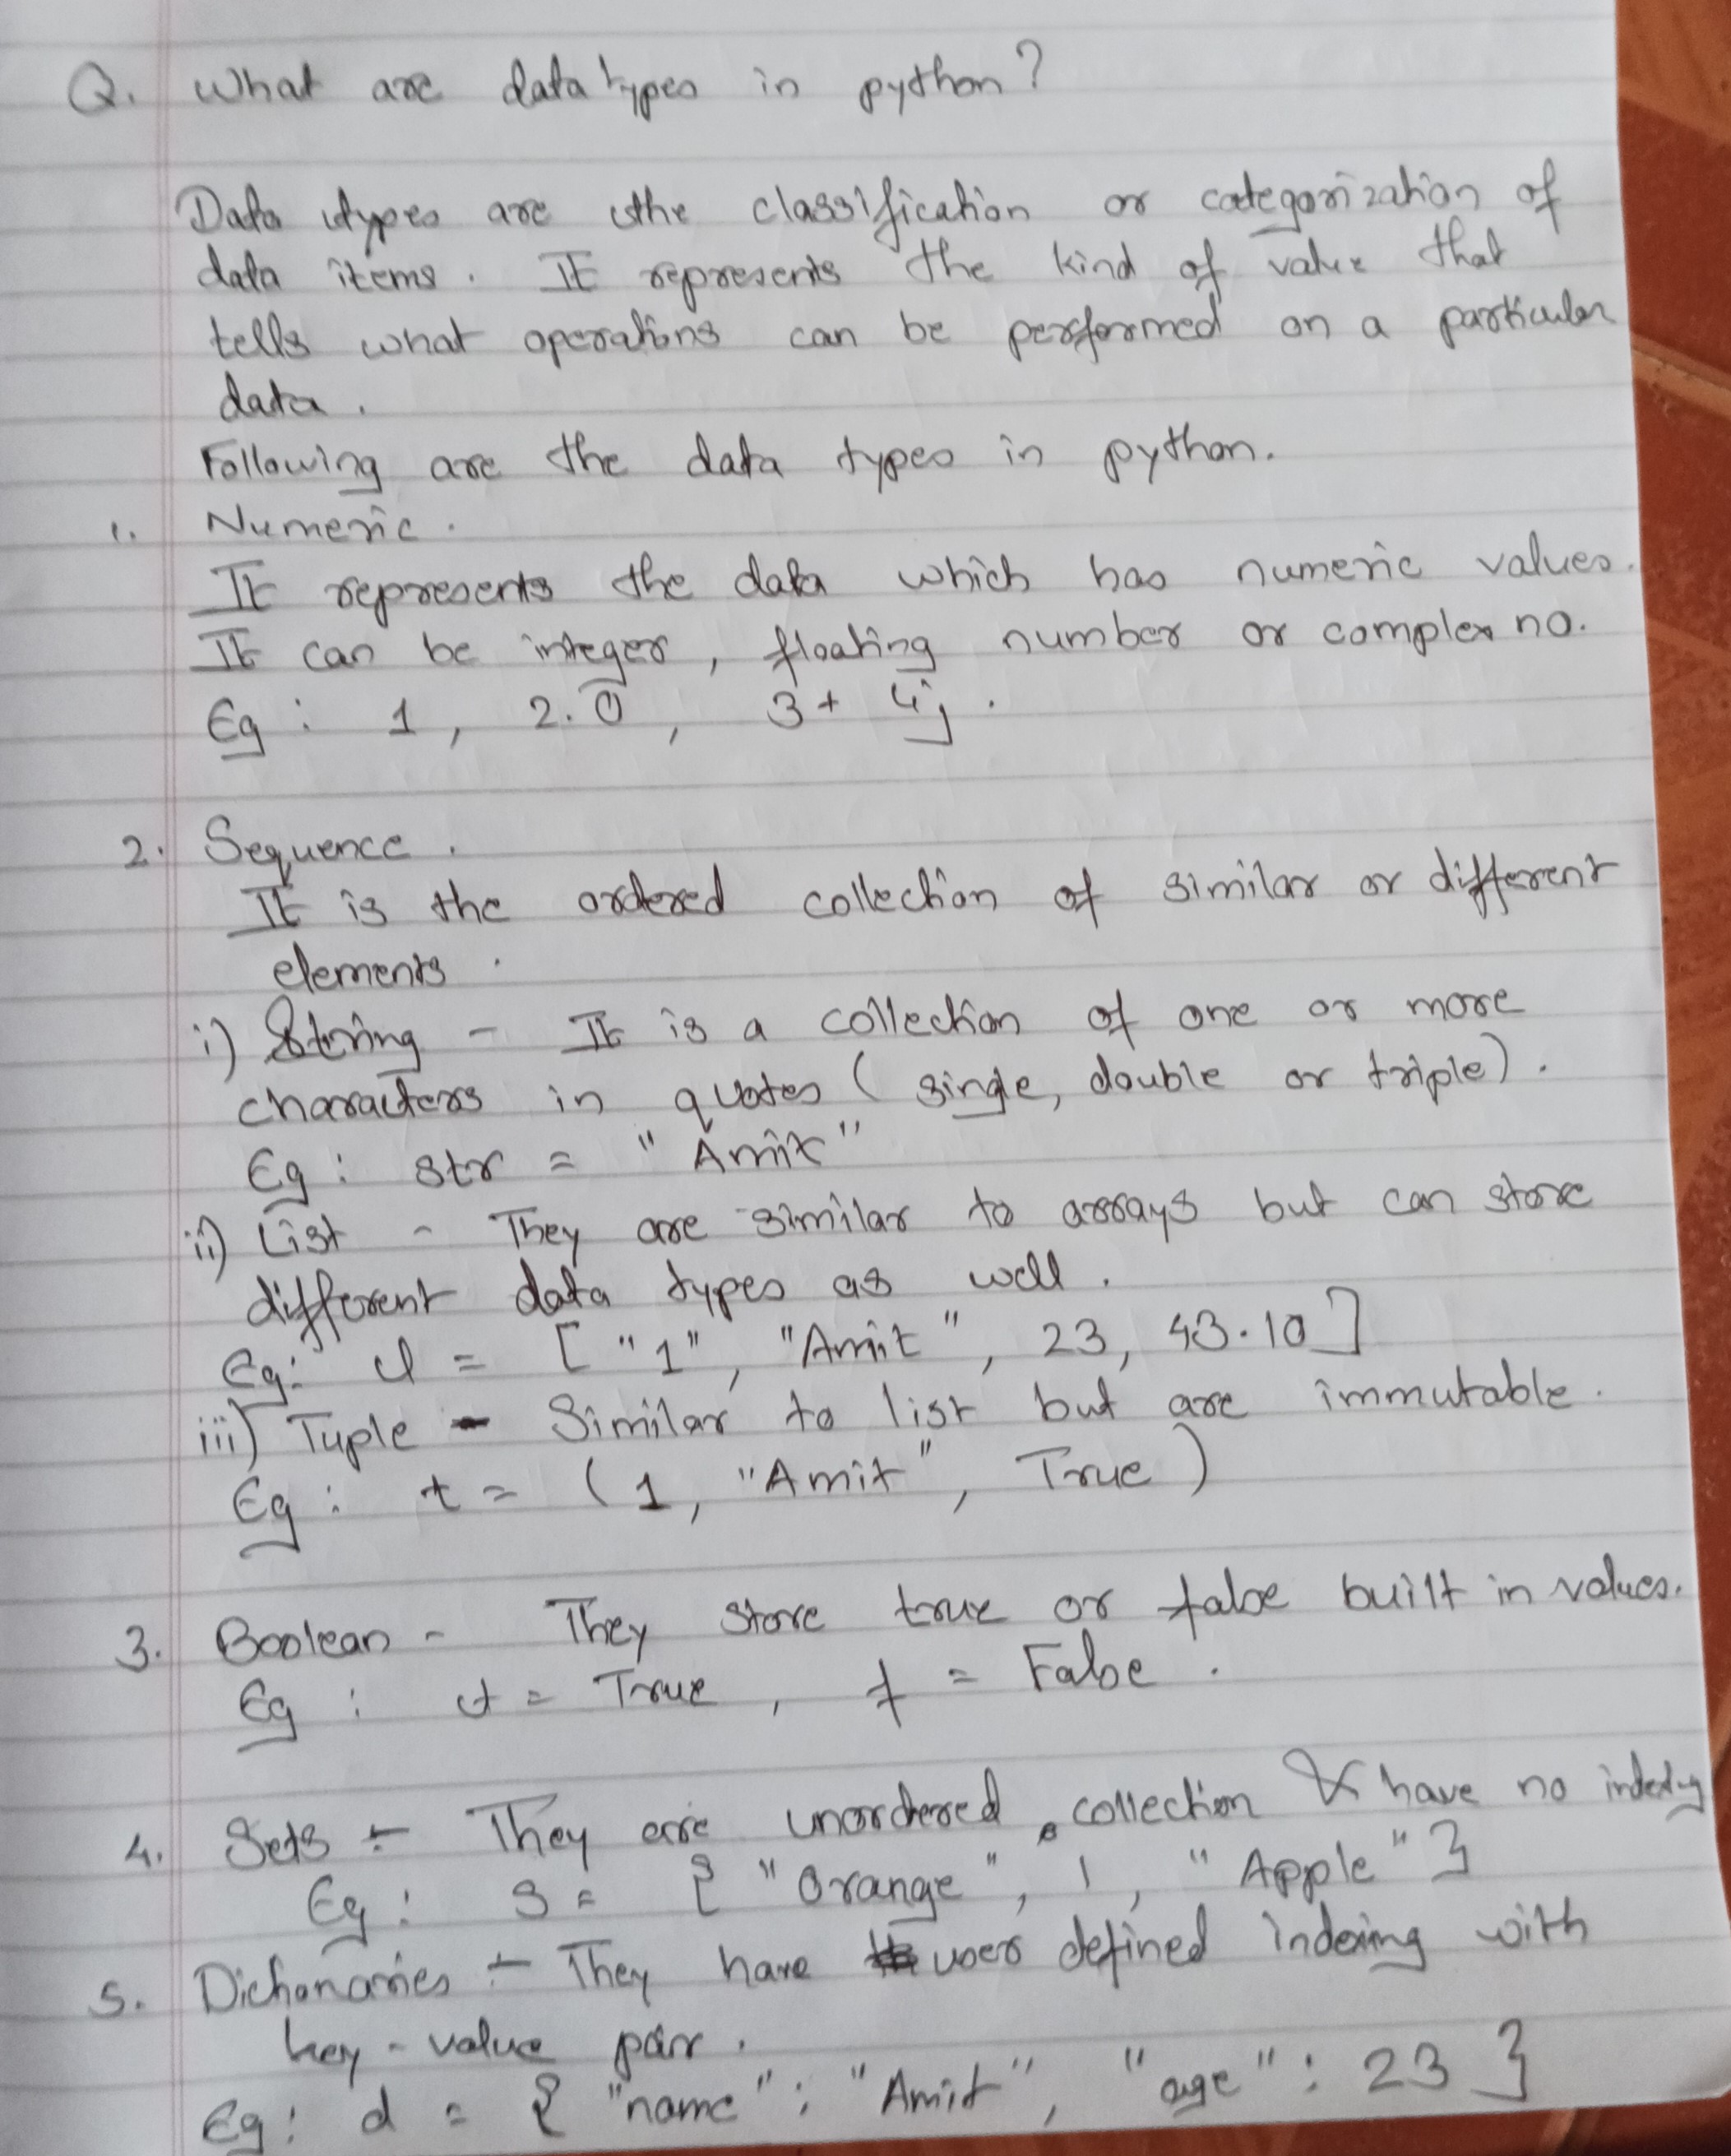 Q. What are data types in python?
Data types are the classification or categorization of
data items. It represents the kind of value that
tells what operations can be performed on a particular
data.
Following are the data types in python.
1. Numeric.
It represents the data which has numeric values.
It can be integer, floating number or complex no.
Eg : 1, 2.0, 3+4j.
2. Sequence.
It is the ordered collection of similar or different
elements.
i) String - It is a collection of one or more
characters in quotes (single, double or triple).
Eg : str = "Amit"
ii) List - They are similar to arrays but can store
different data types as well.
Eg: l = ["1", "Amit", 23, 43.10]
iii) Tuple - Similar to list but are immutable.
Eg : t = (1, "Amit", True)
3. Boolean - They store true or false built in values.
Eg : t = True, f = False.
4. Sets :- They are unordered collection & have no indexing
Eg : s = {"Orange", 1, "Apple"}
5. Dictionaries :- They have user defined indexing with
key-value pair.
Eg : d = {"name" : "Amit", "age" : 23}